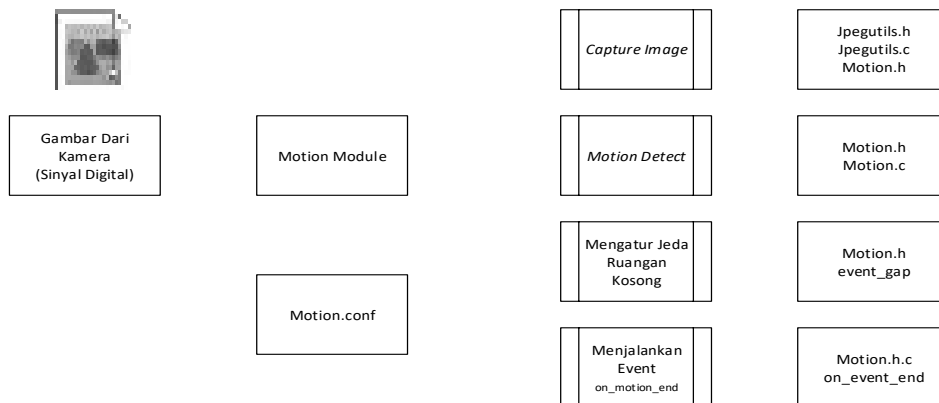 Gambar Dari
Kamera
(Sinyal Digital)
Motion Module
Motion.conf
Capture Image
Motion Detect
Mengatur Jeda
Ruangan
Kosong
Menjalankan
Event
on_motion_end
Jpegutils.h
Jpegutils.c
Motion.h
Motion.h
Motion.c
Motion.h
event_gap
Motion.h.c
on_event_end